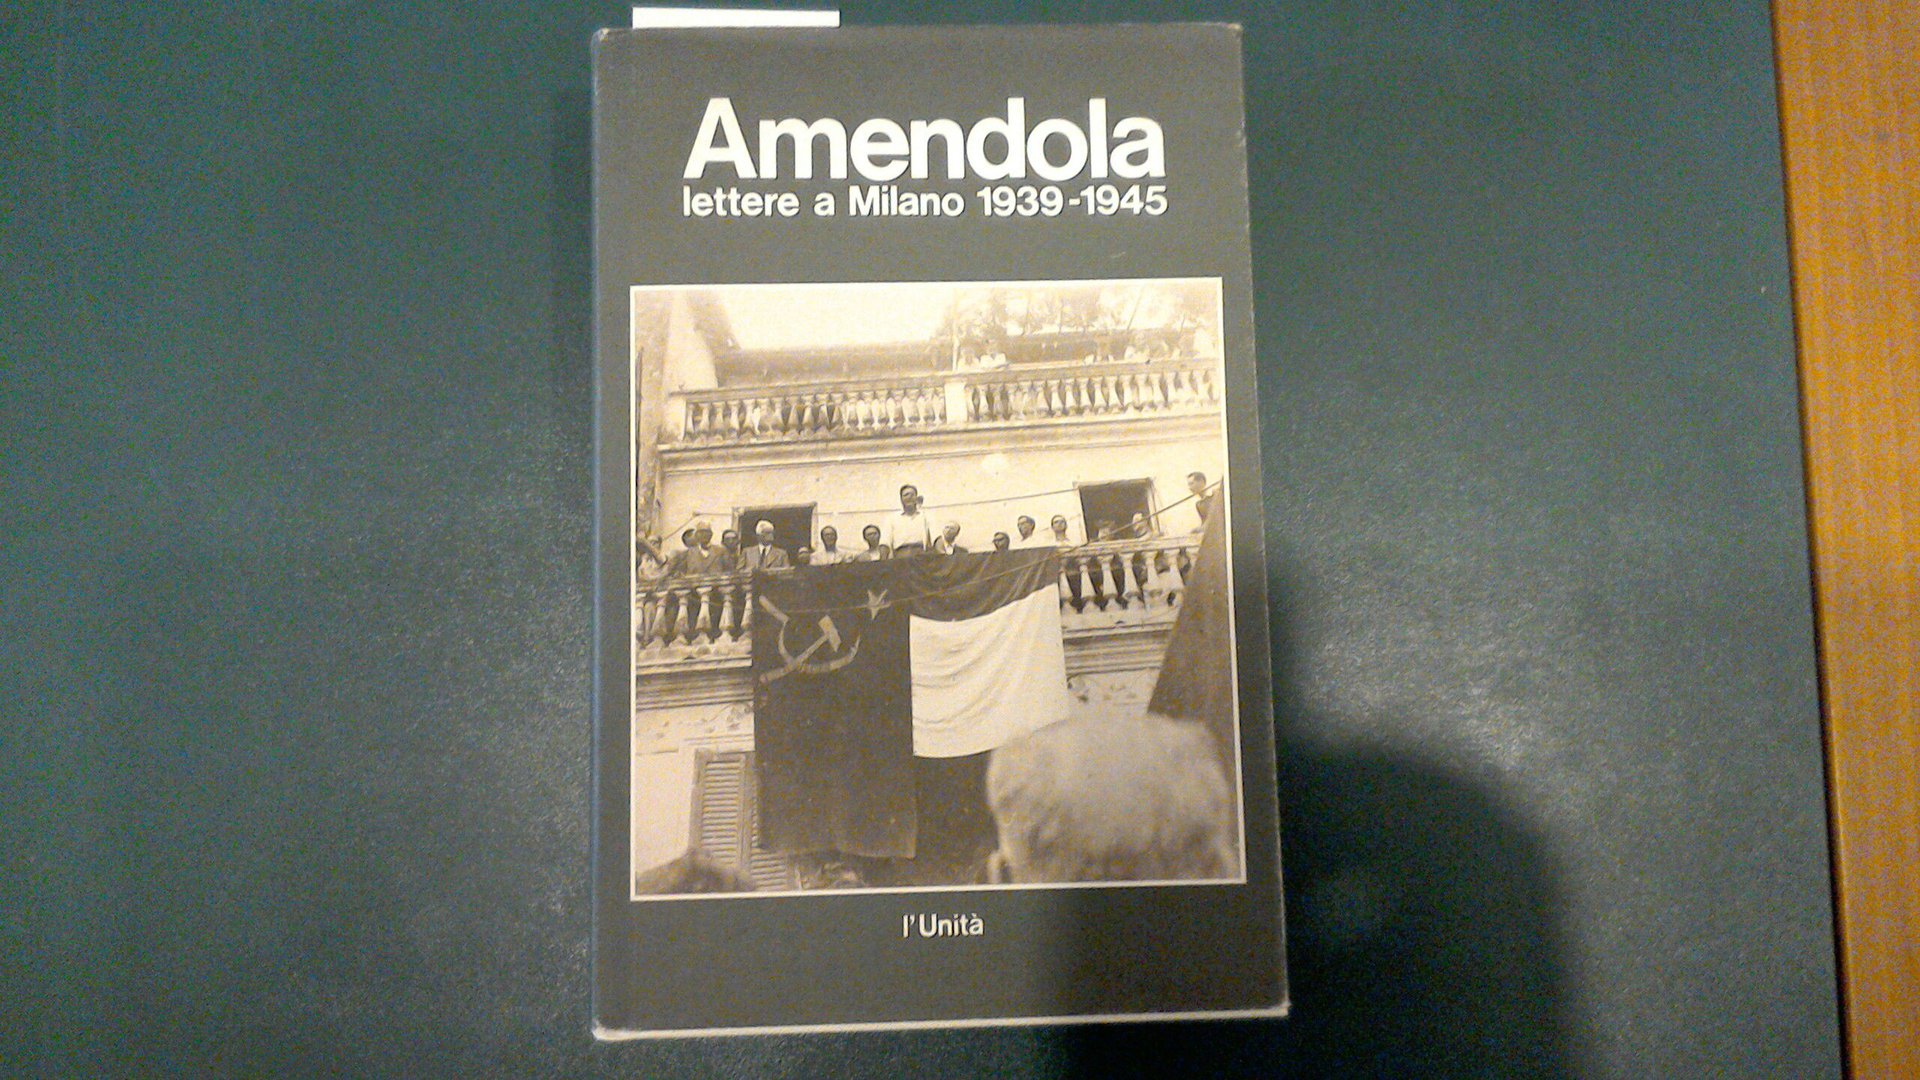 Amendola
lettere a Milano 1939-1945
l'Unità